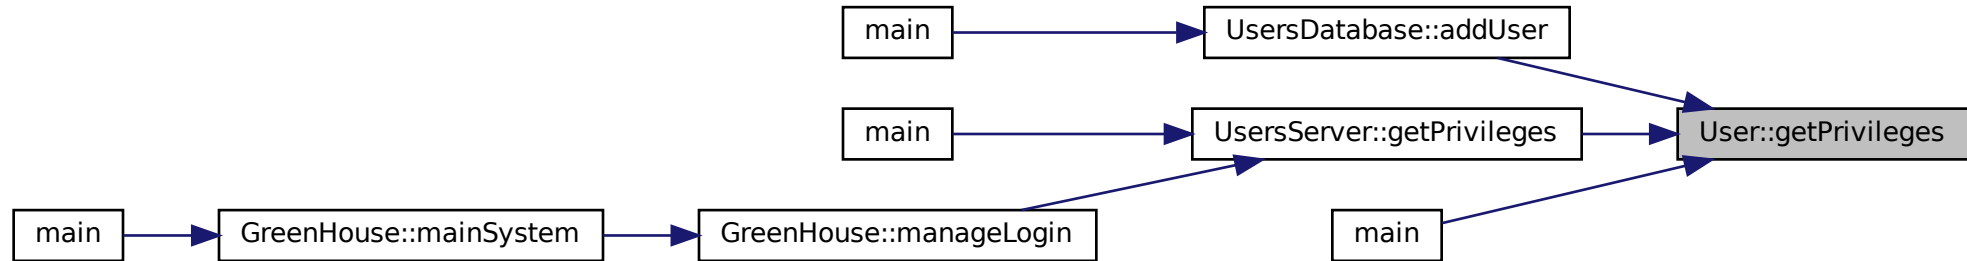 main
UsersDatabase::addUser
main
UsersServer::getPrivileges
User::getPrivileges
main
GreenHouse::mainSystem
GreenHouse::manageLogin
main